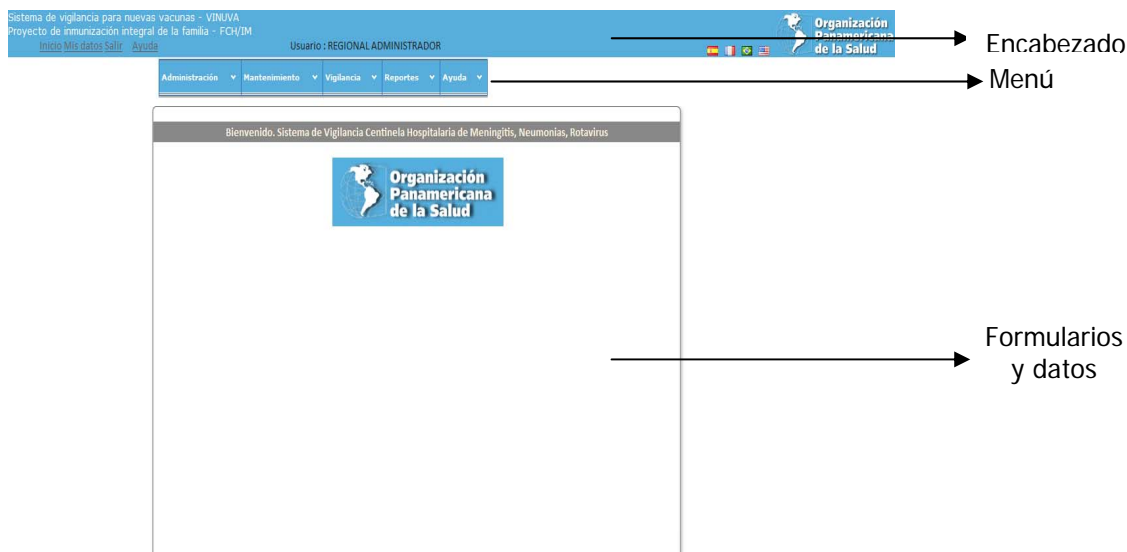 Sistema de vigilancia para nuevas vacunas - VINUVA
Proyecto de inmunización integral de la familia - FCH/IM
Inicio Mis datos Salir Ayuda
Usuario : REGIONAL ADMINISTRADOR
Organización
Panamericana
de la Salud
Encabezado
Administración Mantenimiento Vigilancia Reportes Ayuda
Menú
Bienvenido. Sistema de Vigilancia Centinela Hospitalaria de Meningitis, Neumonias, Rotavirus
Organización
Panamericana
de la Salud
Formularios
y datos